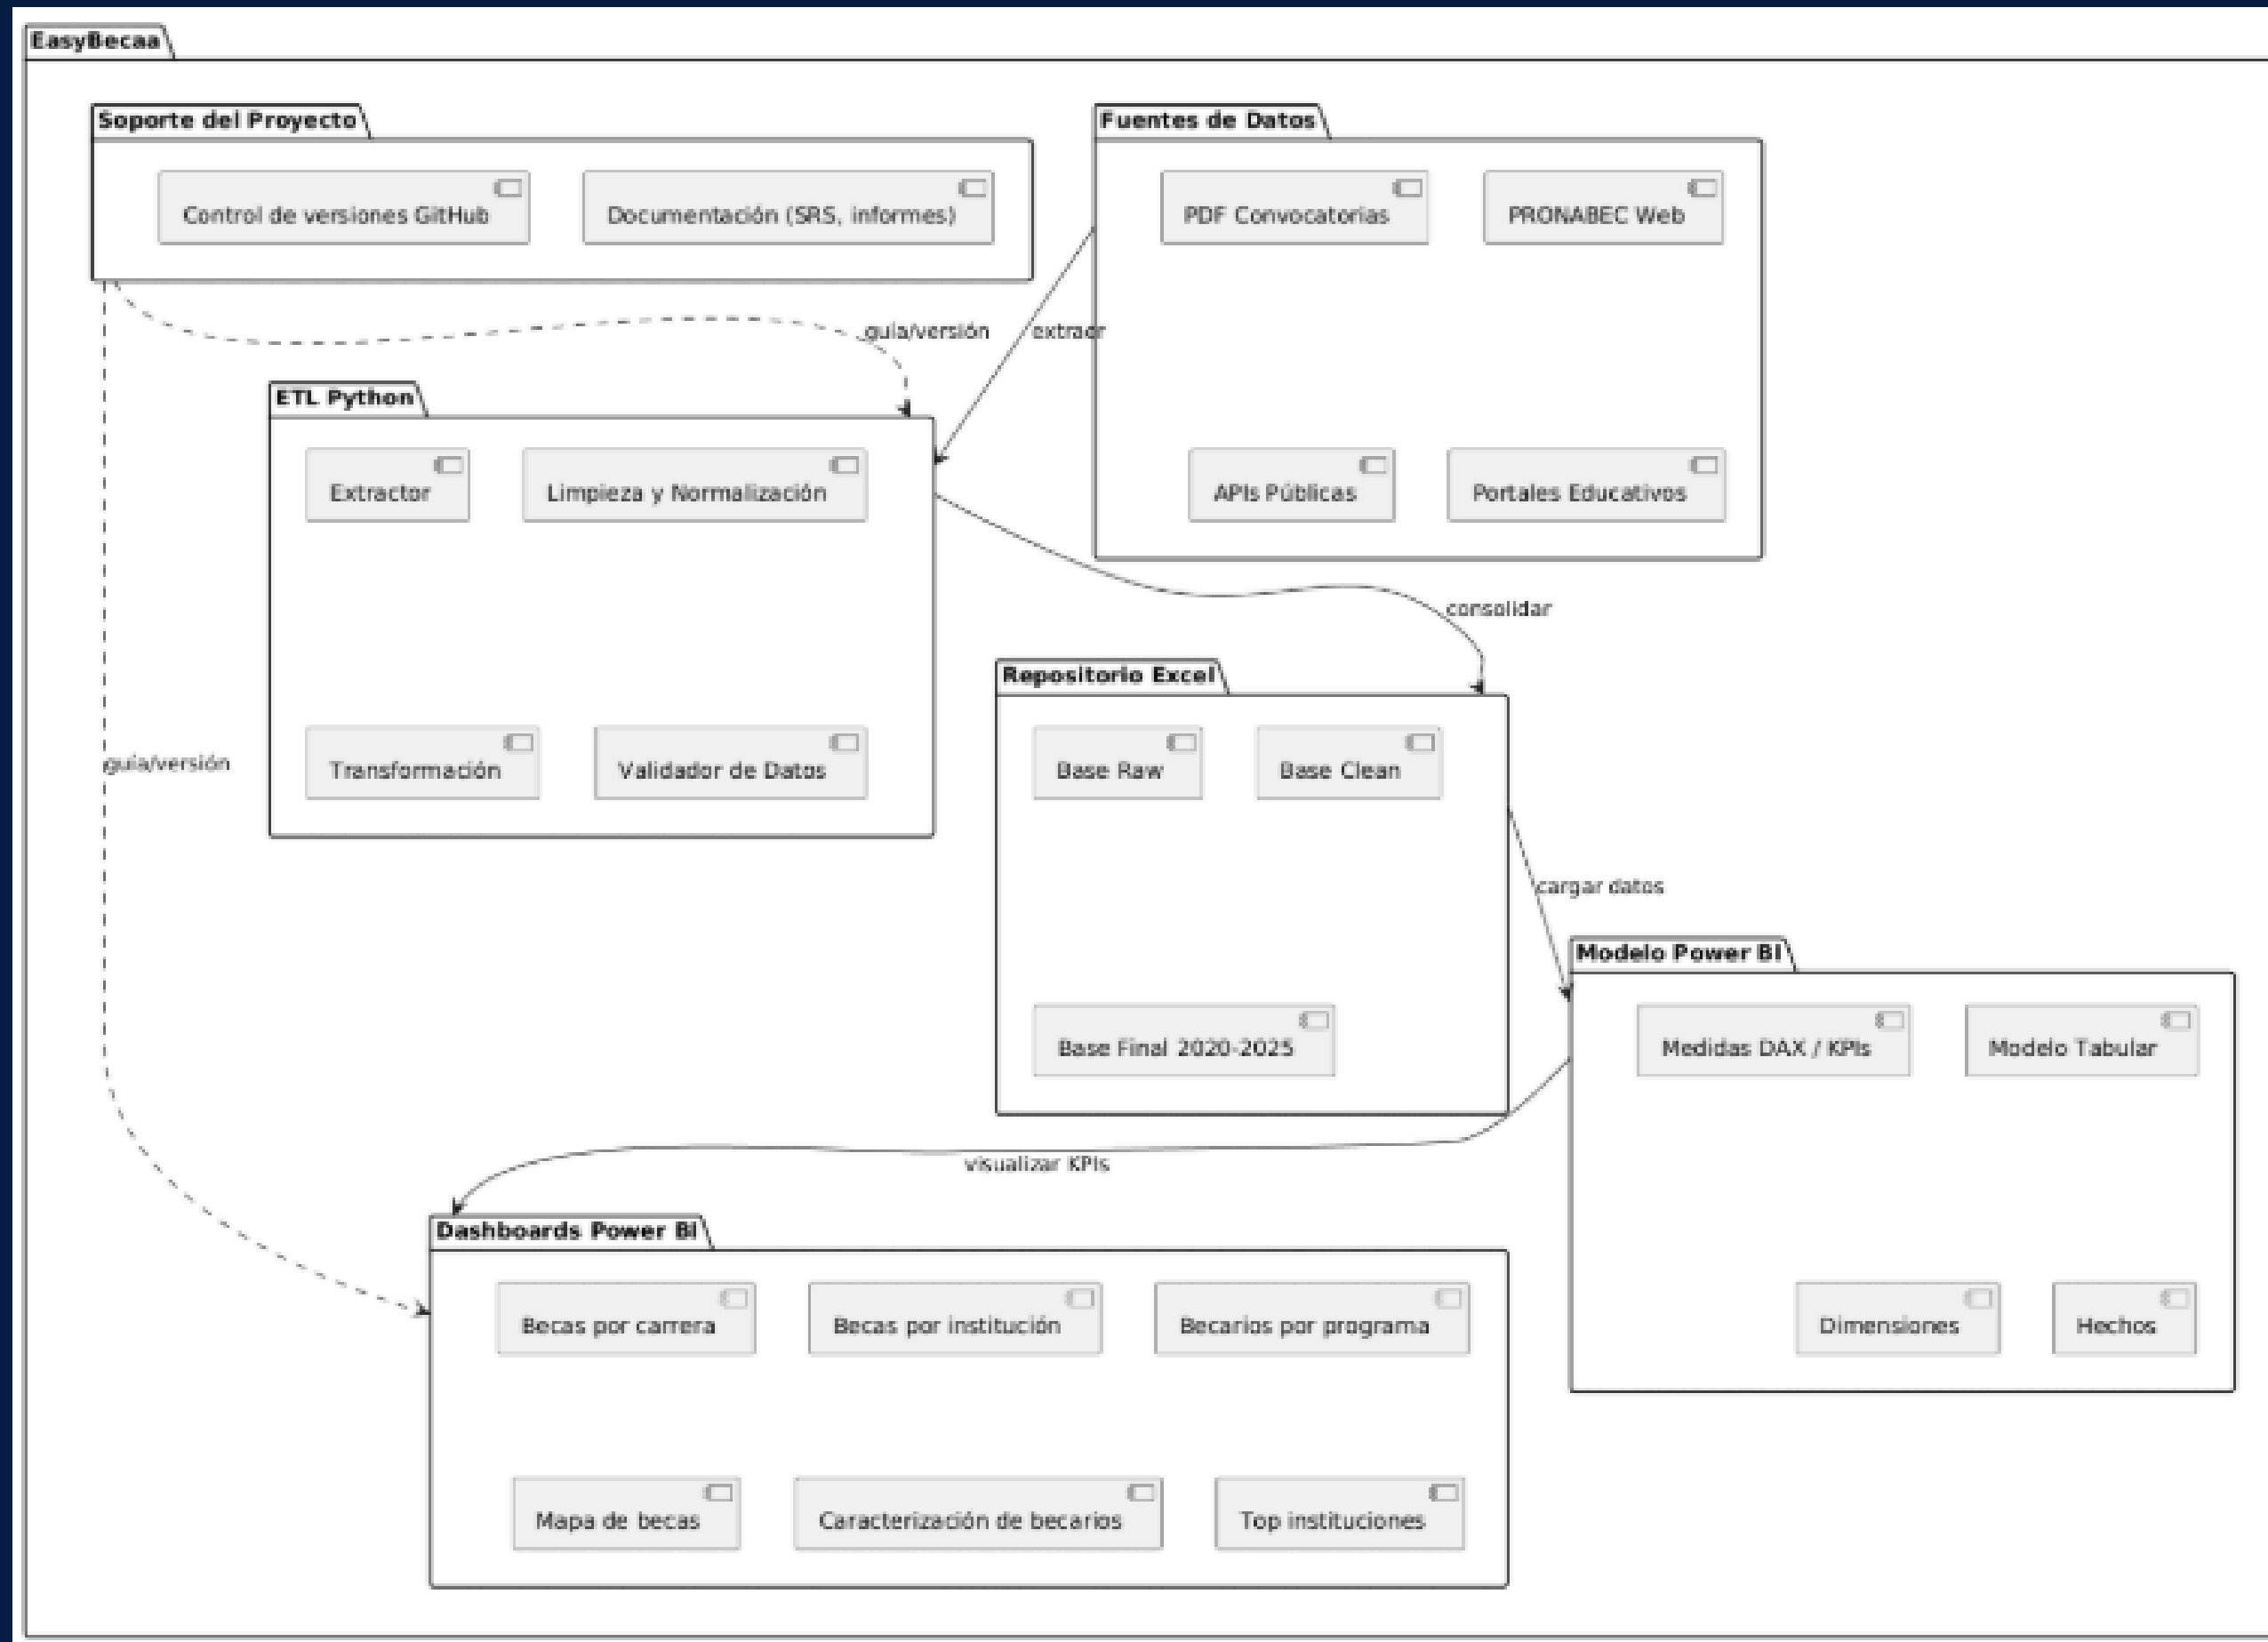 EasyBecaa
Soporte del Proyecto
Control de versiones GitHub
Documentación (SRS, informes)
Fuentes de Datos
PDF Convocatorias
PRONABEC Web
guia/versión
extraer
ETL Python
Extractor
Limpieza y Normalización
APIs Públicas
Portales Educativos
consolidar
Repositorio Excel
guia/versión
Transformación
Validador de Datos
Base Raw
Base Clean
cargar datos
Modelo Power BI
Base Final 2020-2025
Medidas DAX / KPIs
Modelo Tabular
visualizar KPIs
Dashboards Power BI
Becas por carrera
Becas por institución
Becarios por programa
Dimensiones
Hechos
Mapa de becas
Caracterización de becarios
Top instituciones